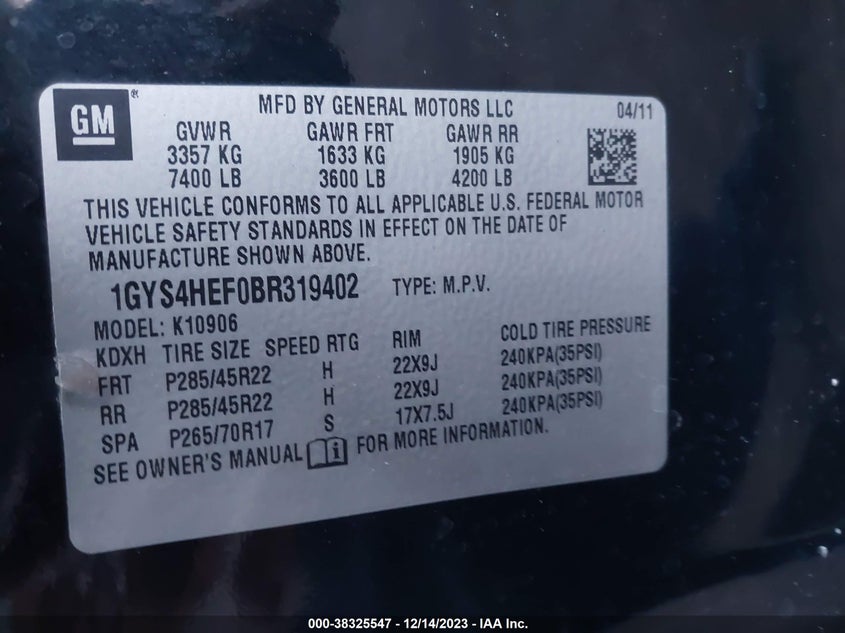 GM
®
MFD BY GENERAL MOTORS LLC 04/11
GVWR GAWR FRT GAWR RR
3357 KG 1633 KG 1905 KG
7400 LB 3600 LB 4200 LB
THIS VEHICLE CONFORMS TO ALL APPLICABLE U.S. FEDERAL MOTOR
VEHICLE SAFETY STANDARDS IN EFFECT ON THE DATE OF
MANUFACTURE SHOWN ABOVE.
1GYS4HEF0BR319402 TYPE: M.P.V.
MODEL: K10906
KDXH TIRE SIZE SPEED RTG RIM COLD TIRE PRESSURE
FRT P285/45R22 H 22X9J 240KPA(35PSI)
RR P285/45R22 H 22X9J 240KPA(35PSI)
SPA P265/70R17 S 17X7.5J 240KPA(35PSI)
SEE OWNER'S MANUAL i FOR MORE INFORMATION.
000-38325547 - 12/14/2023 - IAA Inc.